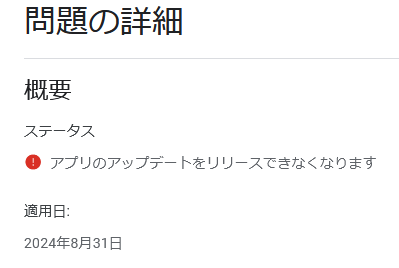 問題の詳細
概要
ステータス
アプリのアップデートをリリースできなくなります
適用日:
2024年8月31日